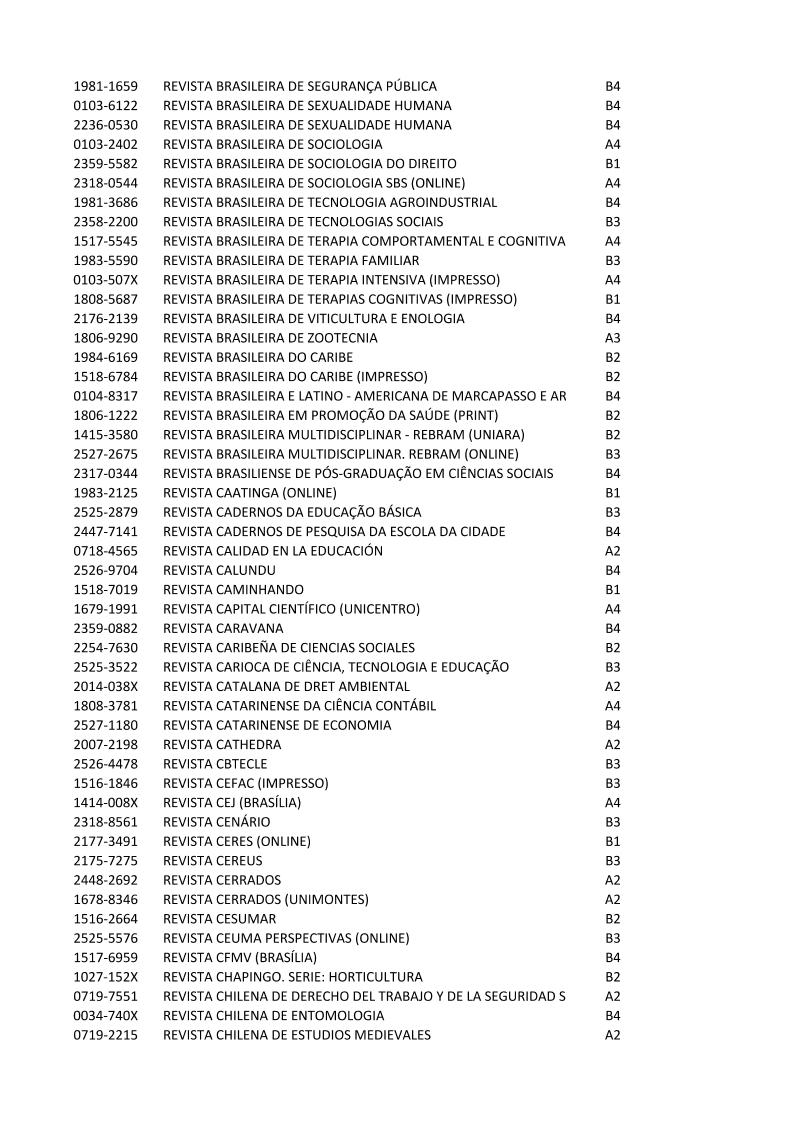 1981-1659 REVISTA BRASILEIRA DE SEGURANÇA PÚBLICA B4
0103-6122 REVISTA BRASILEIRA DE SEXUALIDADE HUMANA B4
2236-0530 REVISTA BRASILEIRA DE SEXUALIDADE HUMANA B4
0103-2402 REVISTA BRASILEIRA DE SOCIOLOGIA A4
2359-5582 REVISTA BRASILEIRA DE SOCIOLOGIA DO DIREITO B1
2318-0544 REVISTA BRASILEIRA DE SOCIOLOGIA SBS (ONLINE) A4
1981-3686 REVISTA BRASILEIRA DE TECNOLOGIA AGROINDUSTRIAL B4
2358-2200 REVISTA BRASILEIRA DE TECNOLOGIAS SOCIAIS B3
1517-5545 REVISTA BRASILEIRA DE TERAPIA COMPORTAMENTAL E COGNITIVA A4
1983-5590 REVISTA BRASILEIRA DE TERAPIA FAMILIAR B3
0103-507X REVISTA BRASILEIRA DE TERAPIA INTENSIVA (IMPRESSO) A4
1808-5687 REVISTA BRASILEIRA DE TERAPIAS COGNITIVAS (IMPRESSO) B1
2176-2139 REVISTA BRASILEIRA DE VITICULTURA E ENOLOGIA B4
1806-9290 REVISTA BRASILEIRA DE ZOOTECNIA A3
1984-6169 REVISTA BRASILEIRA DO CARIBE B2
1518-6784 REVISTA BRASILEIRA DO CARIBE (IMPRESSO) B2
0104-8317 REVISTA BRASILEIRA E LATINO - AMERICANA DE MARCAPASSO E AR B4
1806-1222 REVISTA BRASILEIRA EM PROMOÇÃO DA SAÚDE (PRINT) B2
1415-3580 REVISTA BRASILEIRA MULTIDISCIPLINAR - REBRAM (UNIARA) B2
2527-2675 REVISTA BRASILEIRA MULTIDISCIPLINAR. REBRAM (ONLINE) B3
2317-0344 REVISTA BRASILIENSE DE PÓS-GRADUAÇÃO EM CIÊNCIAS SOCIAIS B4
1983-2125 REVISTA CAATINGA (ONLINE) B1
2525-2879 REVISTA CADERNOS DA EDUCAÇÃO BÁSICA B3
2447-7141 REVISTA CADERNOS DE PESQUISA DA ESCOLA DA CIDADE B4
0718-4565 REVISTA CALIDAD EN LA EDUCACIÓN A2
2526-9704 REVISTA CALUNDU B4
1518-7019 REVISTA CAMINHANDO B1
1679-1991 REVISTA CAPITAL CIENTÍFICO (UNICENTRO) A4
2359-0882 REVISTA CARAVANA B4
2254-7630 REVISTA CARIBEÑA DE CIENCIAS SOCIALES B2
2525-3522 REVISTA CARIOCA DE CIÊNCIA, TECNOLOGIA E EDUCAÇÃO B3
2014-038X REVISTA CATALANA DE DRET AMBIENTAL A2
1808-3781 REVISTA CATARINENSE DA CIÊNCIA CONTÁBIL A4
2527-1180 REVISTA CATARINENSE DE ECONOMIA B4
2007-2198 REVISTA CATHEDRA A2
2526-4478 REVISTA CBTECLE B3
1516-1846 REVISTA CEFAC (IMPRESSO) B3
1414-008X REVISTA CEJ (BRASÍLIA) A4
2318-8561 REVISTA CENÁRIO B3
2177-3491 REVISTA CERES (ONLINE) B1
2175-7275 REVISTA CEREUS B3
2448-2692 REVISTA CERRADOS A2
1678-8346 REVISTA CERRADOS (UNIMONTES) A2
1516-2664 REVISTA CESUMAR B2
2525-5576 REVISTA CEUMA PERSPECTIVAS (ONLINE) B3
1517-6959 REVISTA CFMV (BRASÍLIA) B4
1027-152X REVISTA CHAPINGO. SERIE: HORTICULTURA B2
0719-7551 REVISTA CHILENA DE DERECHO DEL TRABAJO Y DE LA SEGURIDAD S A2
0034-740X REVISTA CHILENA DE ENTOMOLOGIA B4
0719-2215 REVISTA CHILENA DE ESTUDIOS MEDIEVALES A2